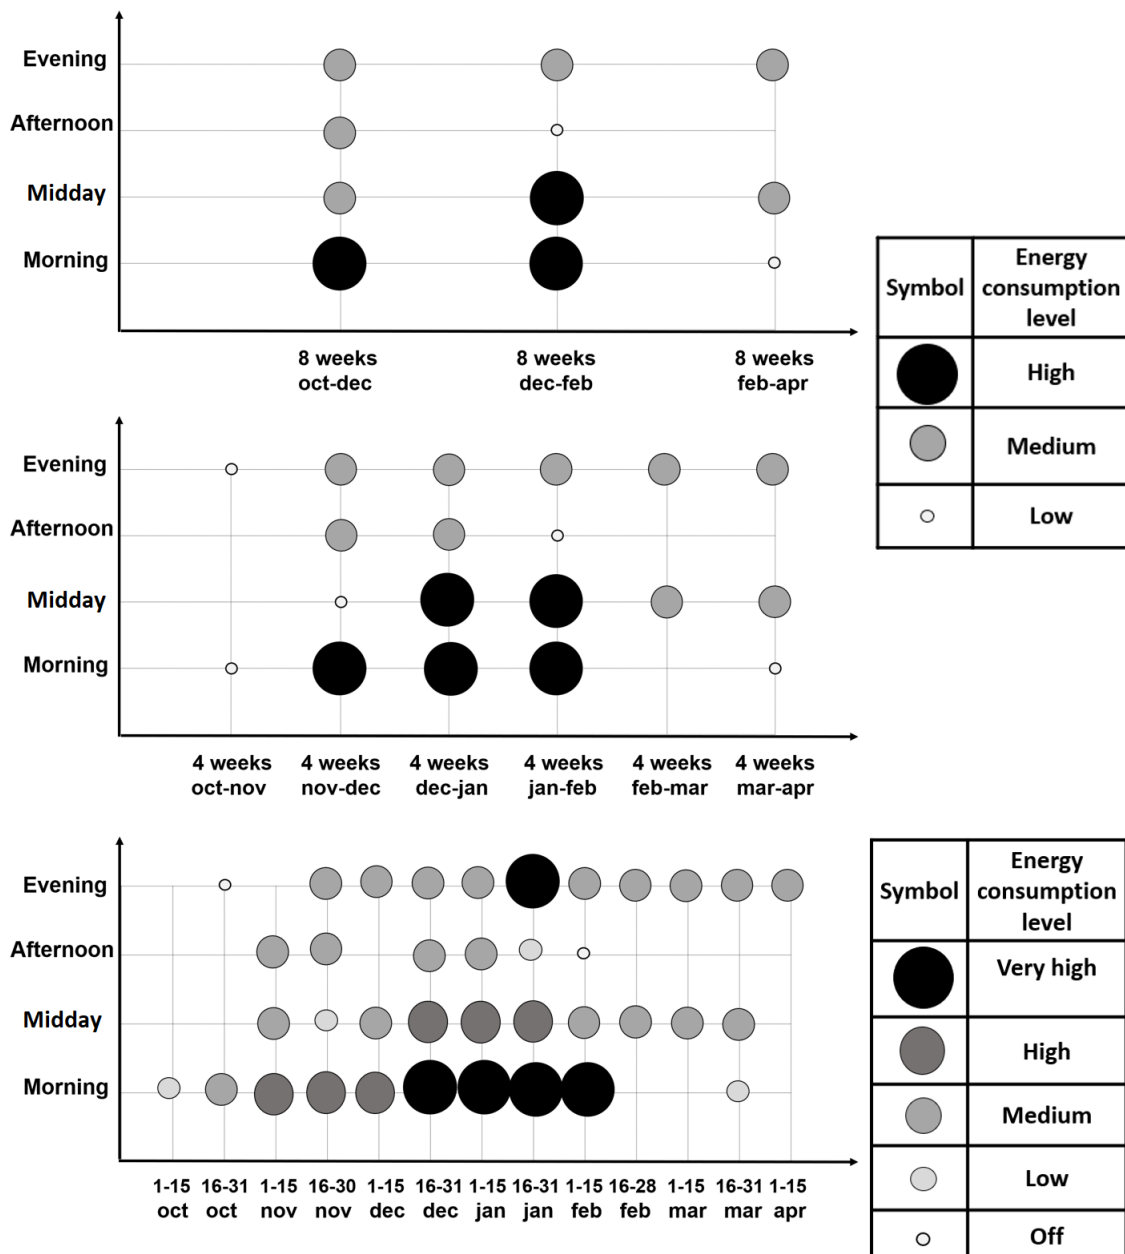 Evening
Afternoon
Midday
Morning
8 weeks
oct-dec
8 weeks
dec-feb
8 weeks
feb-apr
Symbol
Energy
consumption
level
High
Medium
Low
Evening
Afternoon
Midday
Morning
4 weeks
oct-nov
4 weeks
nov-dec
4 weeks
dec-jan
4 weeks
jan-feb
4 weeks
feb-mar
4 weeks
mar-apr
Evening
Afternoon
Midday
Morning
1-15
oct
16-31
oct
1-15
nov
16-30
nov
1-15
dec
16-31
dec
1-15
jan
16-31
jan
1-15
feb
16-28
feb
1-15
mar
16-31
mar
1-15
apr
Symbol
Energy
consumption
level
Very high
High
Medium
Low
Off